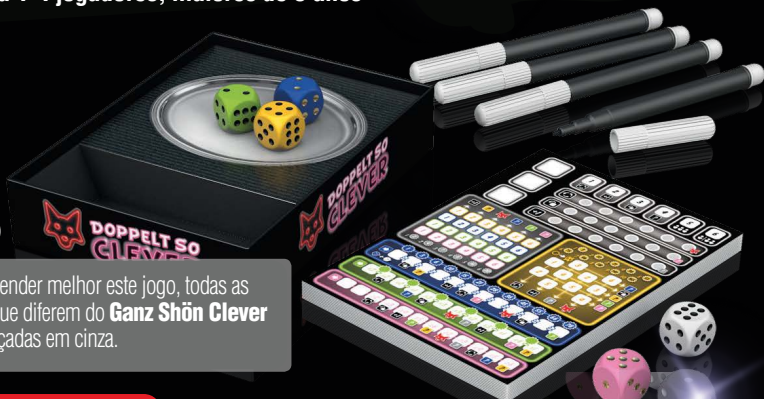 1-4 jogadores, maiores de 8 anos
DOPPELT SO
CLEVER
DOPPELT SO
CLEVER
ender melhor este jogo, todas as
ue diferem do Ganz Shön Clever
çadas em cinza.